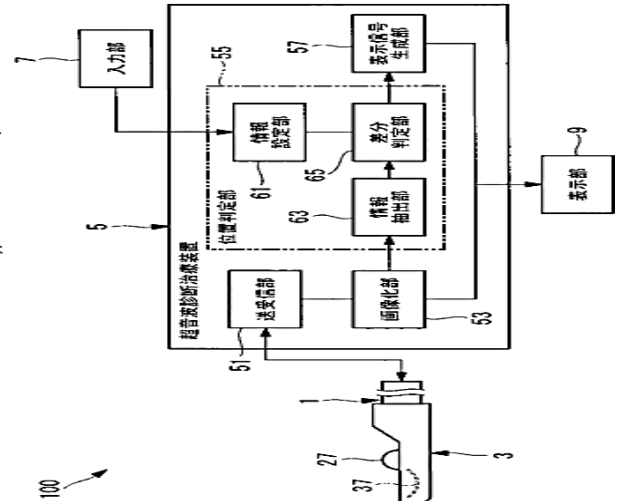 100
37
27
3
1
5
超音波診断治療装置
51
送受信部
画像化部
53
位置判定部
55
情報
設定部
61
情報
抽出部
63
差分
判定部
65
表示信号
生成部
57
入力部
7
表示部
9